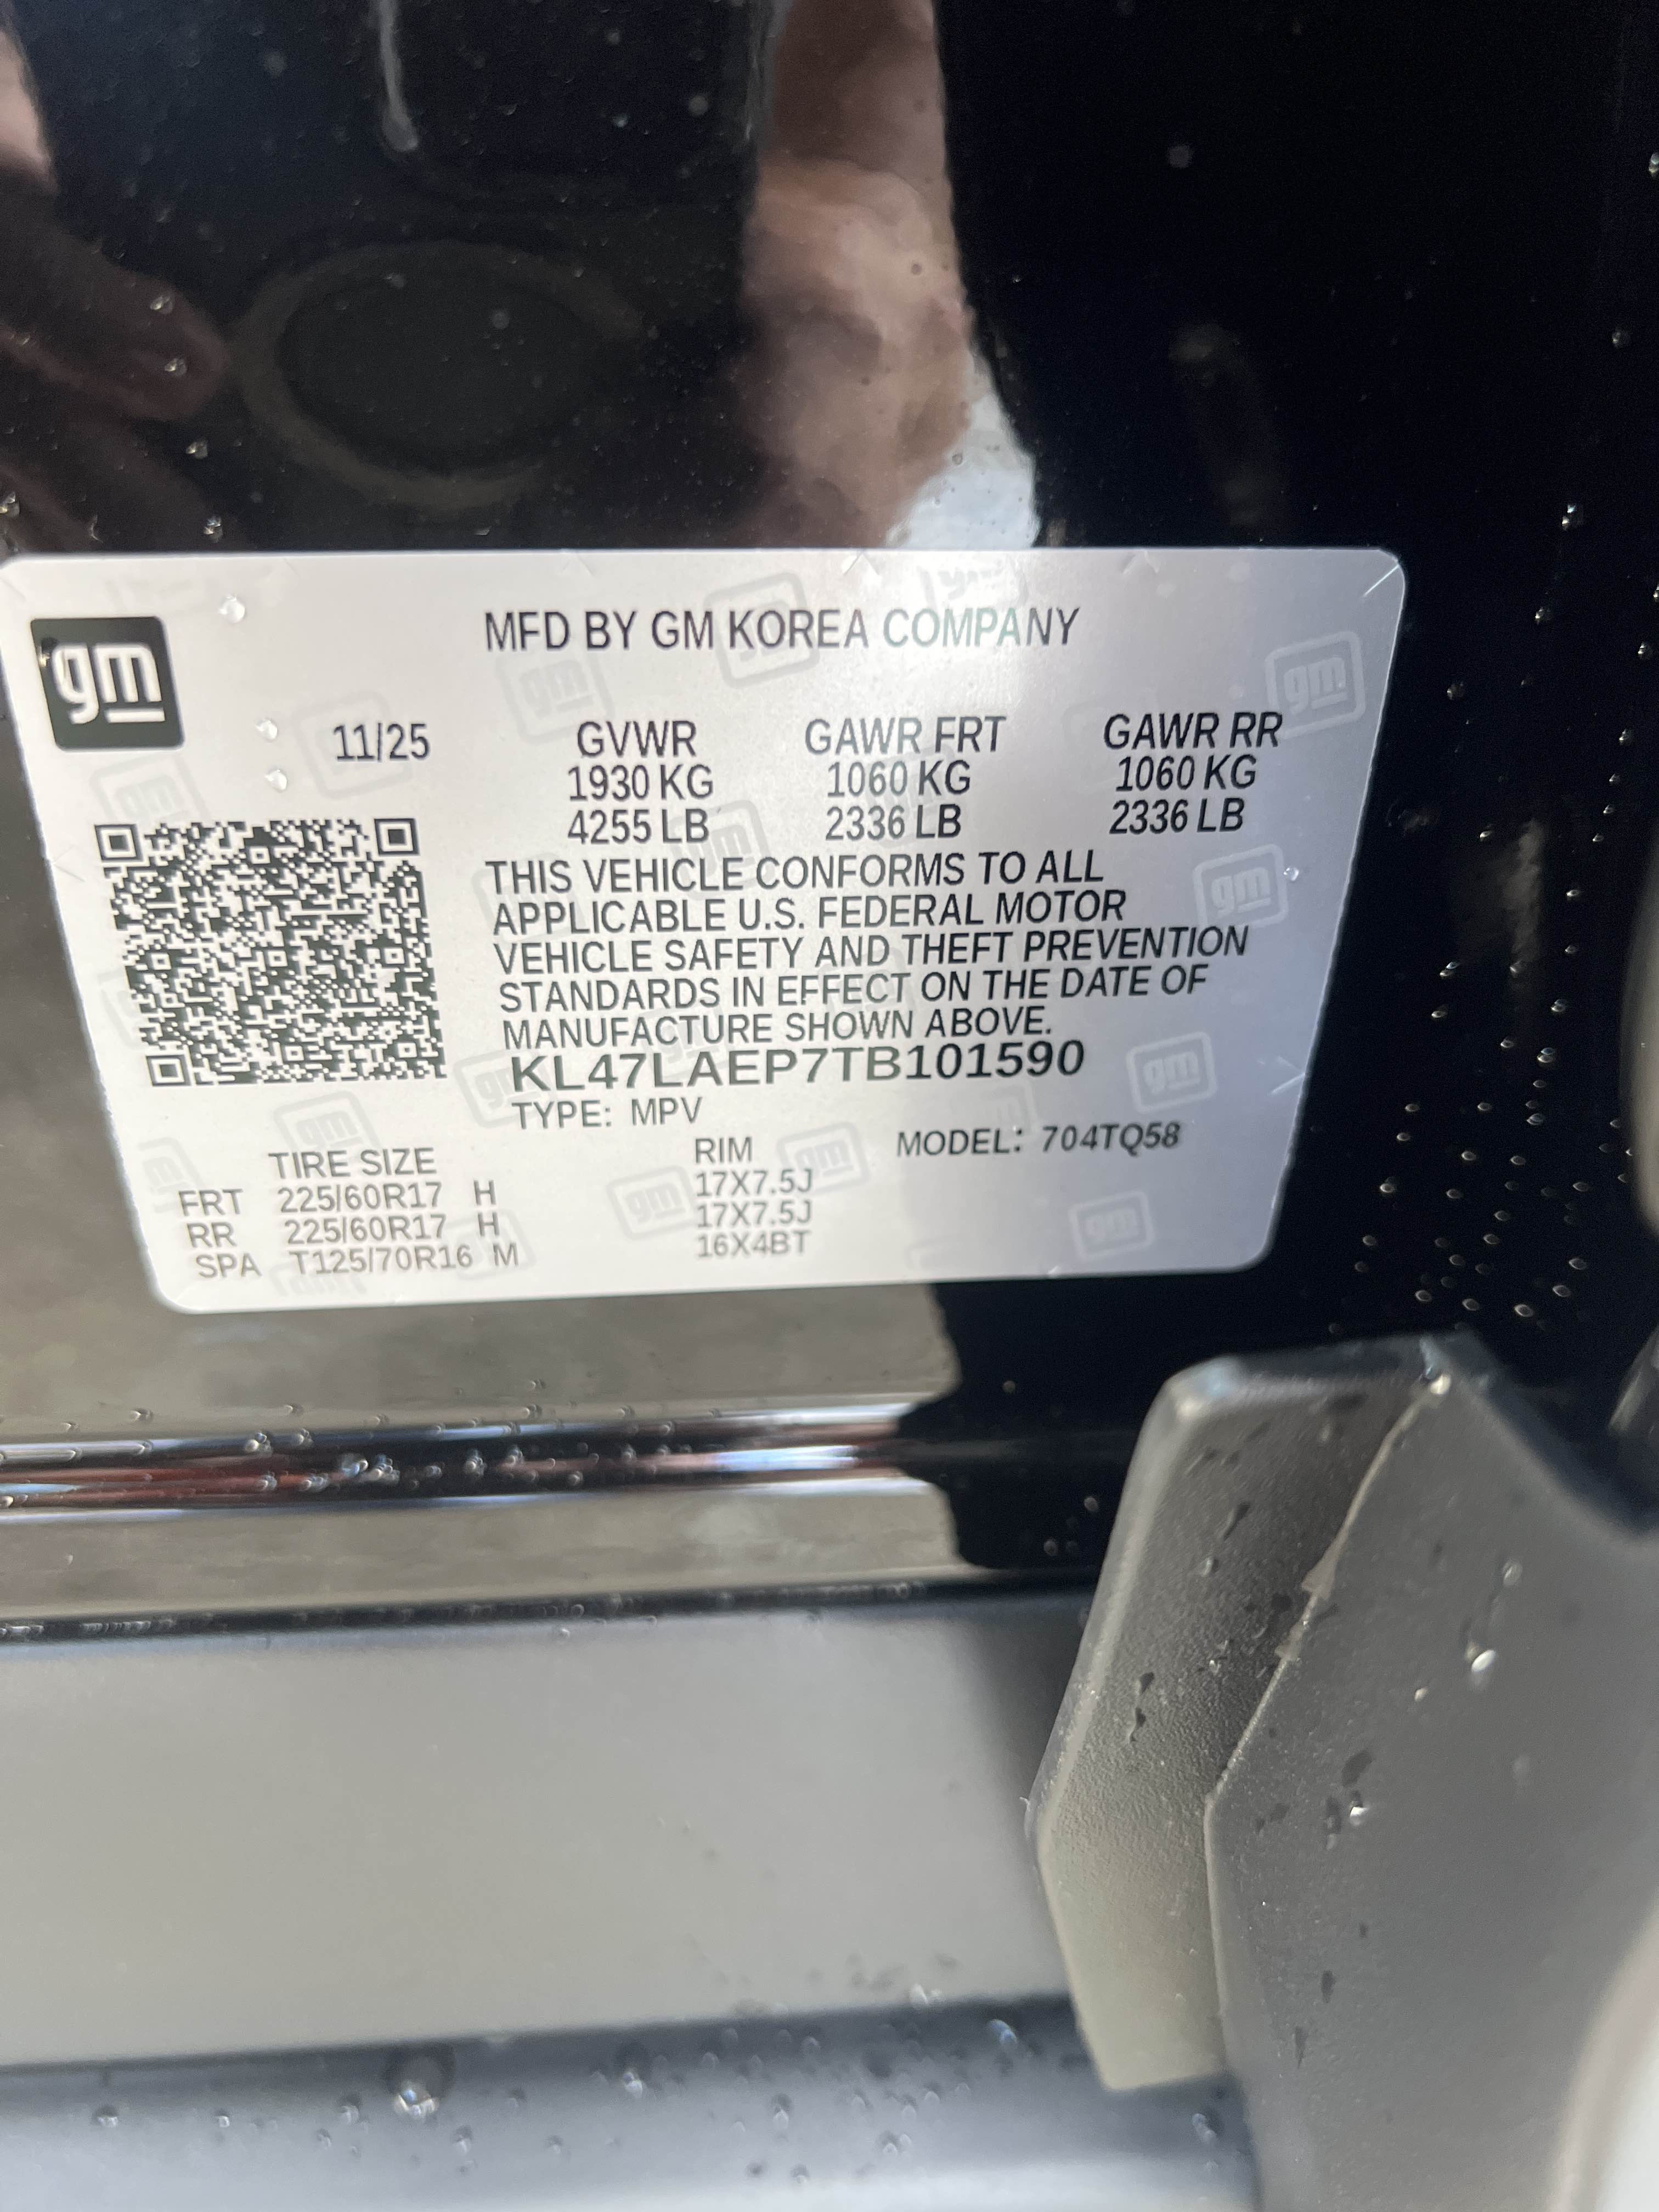 gm
MFD BY GM KOREA COMPANY
11/25 GVWR GAWR FRT GAWR RR
1930 KG 1060 KG 1060 KG
4255 LB 2336 LB 2336 LB
THIS VEHICLE CONFORMS TO ALL
APPLICABLE U.S. FEDERAL MOTOR
VEHICLE SAFETY AND THEFT PREVENTION
STANDARDS IN EFFECT ON THE DATE OF
MANUFACTURE SHOWN ABOVE.
KL47LAEP7TB101590
TYPE: MPV
MODEL: 704TQ58
TIRE SIZE RIM
FRT 225/60R17 H 17X7.5J
RR 225/60R17 H 17X7.5J
SPA T125/70R16 M 16X4BT